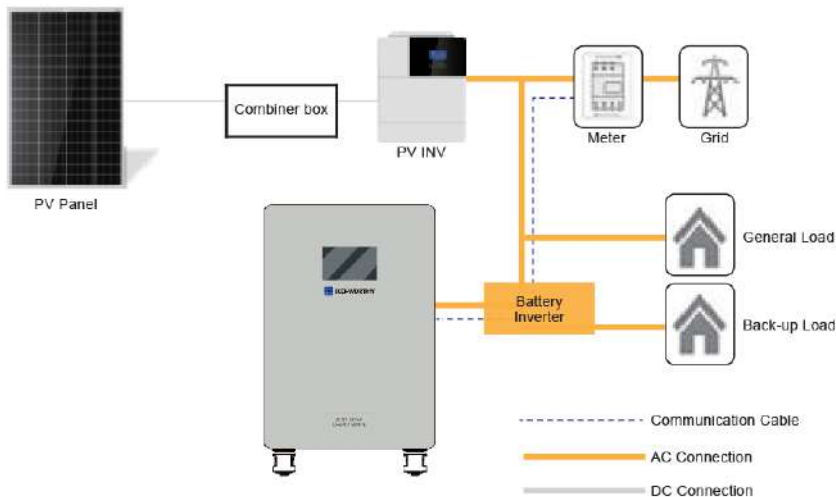 Combiner box
PV INV
Meter
Grid
PV Panel
General Load
Battery
Inverter
Back-up Load
Communication Cable
AC Connection
DC Connection